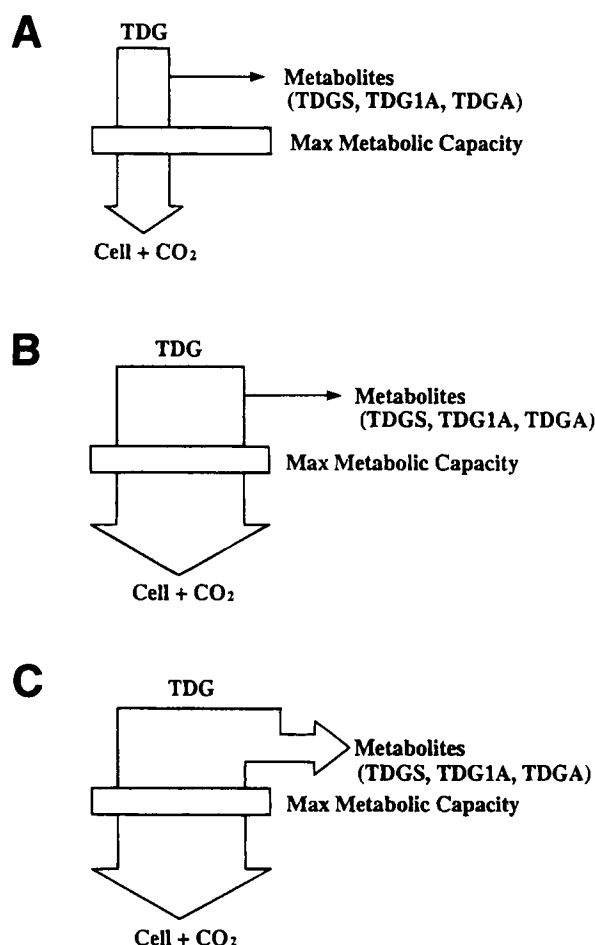 A
TDG
Metabolites
(TDGS, TDG1A, TDGA)
Max Metabolic Capacity
Cell + CO₂
B
TDG
Metabolites
(TDGS, TDG1A, TDGA)
Max Metabolic Capacity
Cell + CO₂
C
TDG
Metabolites
(TDGS, TDG1A, TDGA)
Max Metabolic Capacity
Cell + CO₂